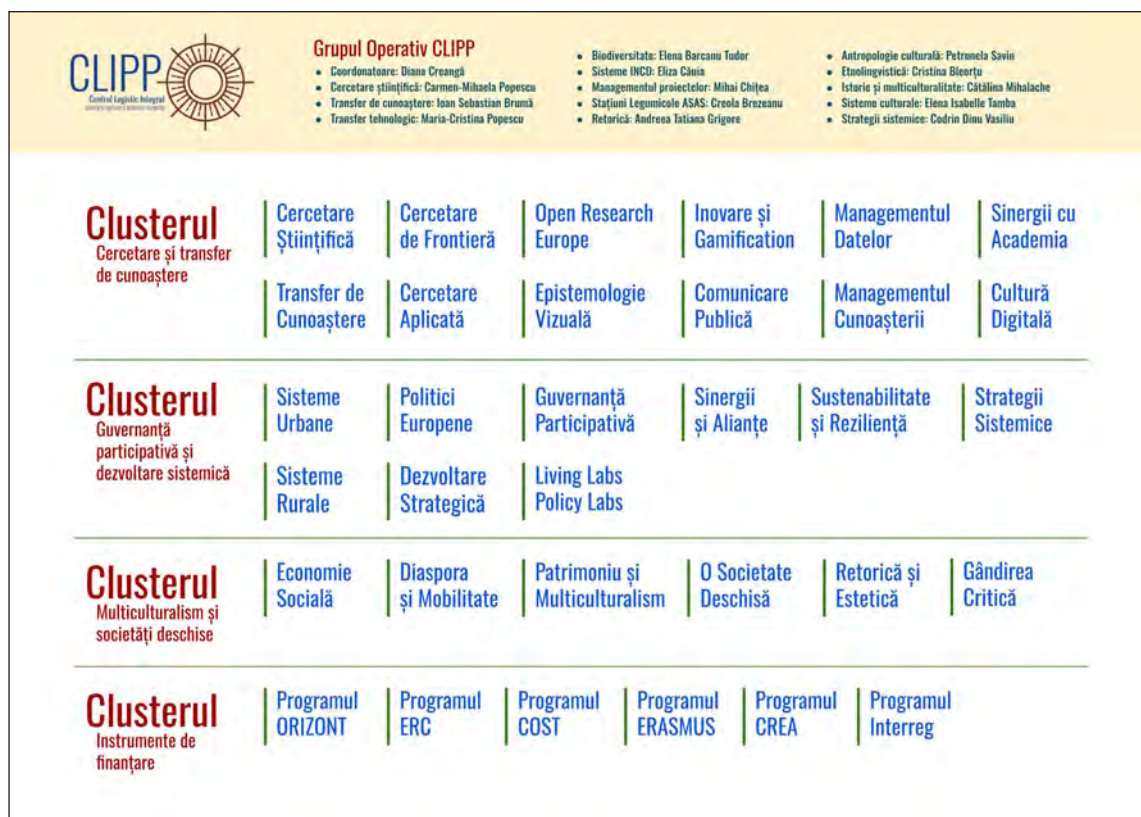 CLIPP
Centrul Logistic Integrat
Grupul Operativ CLIPP
• Coordonatoare: Diana Creangă
• Cercetare științifică: Carmen-Mihaela Popescu
• Transfer de cunoaștere: Ioan Sebastian Brumă
• Transfer tehnologic: Maria-Cristina Popescu
• Biodiversitate: Elena Barcanu Tudor
• Sisteme INCD: Eliza Căuia
• Managementul proiectelor: Mihai Chițea
• Stațiuni Legumicole ASAS: Creola Brezeanu
• Retorică: Andreea Tatiana Grigore
• Antropologie culturală: Petronela Savin
• Etnolingvistică: Cristina Bleorțu
• Istorie și multiculturalitate: Cătălina Mihalache
• Sisteme culturale: Elena Isabelle Tamba
• Strategii sistemice: Codrin Dinu Vasiliu
Clusterul
Cercetare și transfer
de cunoaștere
Cercetare
Științifică
Cercetare
de Frontieră
Open Research
Europe
Inovare și
Gamification
Managementul
Datelor
Sinergii cu
Academia
Transfer de
Cunoaștere
Cercetare
Aplicată
Epistemologie
Vizuală
Comunicare
Publică
Managementul
Cunoașterii
Cultură
Digitală
Clusterul
Guvernanță
participativă și
dezvoltare sistemică
Sisteme
Urbane
Politici
Europene
Guvernanță
Participativă
Sinergii
și Alianțe
Sustenabilitate
și Reziliență
Strategii
Sistemice
Sisteme
Rurale
Dezvoltare
Strategică
Living Labs
Policy Labs
Clusterul
Multiculturalism și
societăți deschise
Economie
Socială
Diaspora
și Mobilitate
Patrimoniu și
Multiculturalism
O Societate
Deschisă
Retorică și
Estetică
Gândirea
Critică
Clusterul
Instrumente de
finanțare
Programul
ORIZONT
Programul
ERC
Programul
COST
Programul
ERASMUS
Programul
CREA
Programul
Interreg